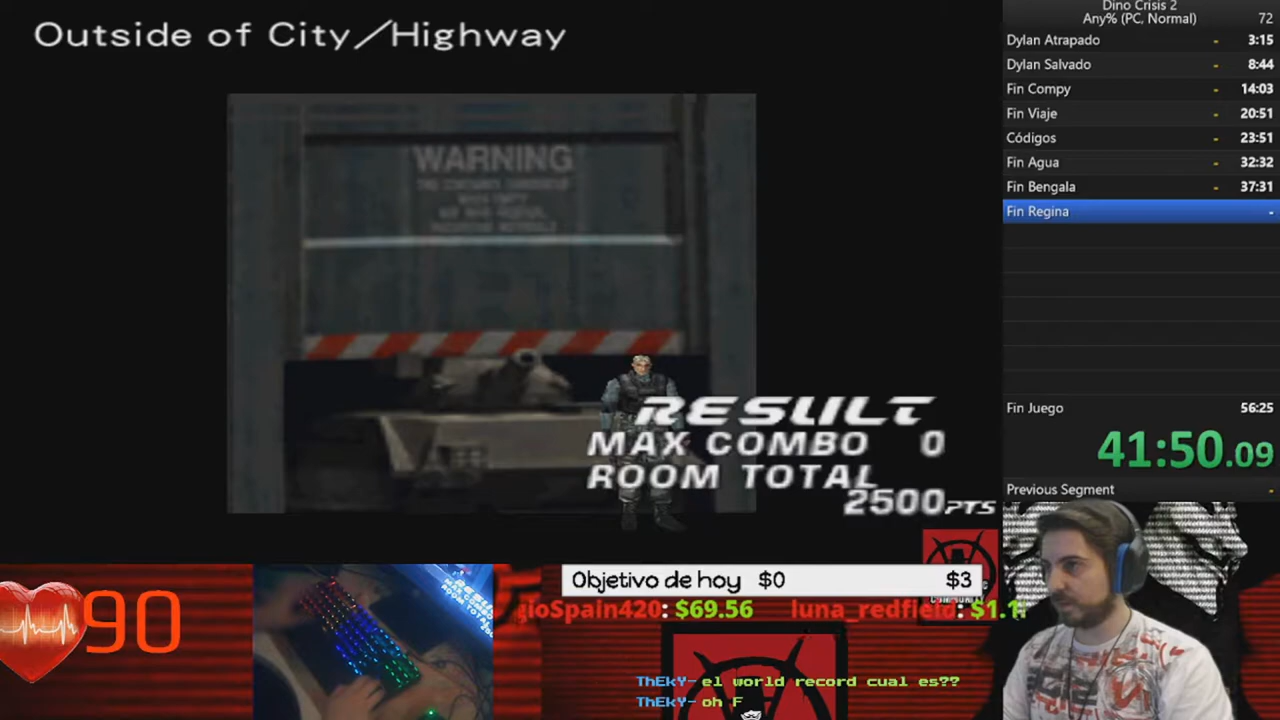 Outside of City/Highway
WARNING
RESULT
MAX COMBO 0
ROOM TOTAL
2500PTS
Dino Crisis 2
Any% (PC, Normal) 72
Dylan Atrapado - 3:15
Dylan Salvado - 8:44
Fin Compy - 14:03
Fin Viaje - 20:51
Códigos - 23:51
Fin Agua - 32:32
Fin Bengala - 37:31
Fin Regina -
Fin Juego 56:25
41:50.09
Previous Segment -
90
Objetivo de hoy $0 $3
gioSpain420: $69.56 luna_redfield: $1.1
ThEkY- el world record cual es??
ThEkY- oh F